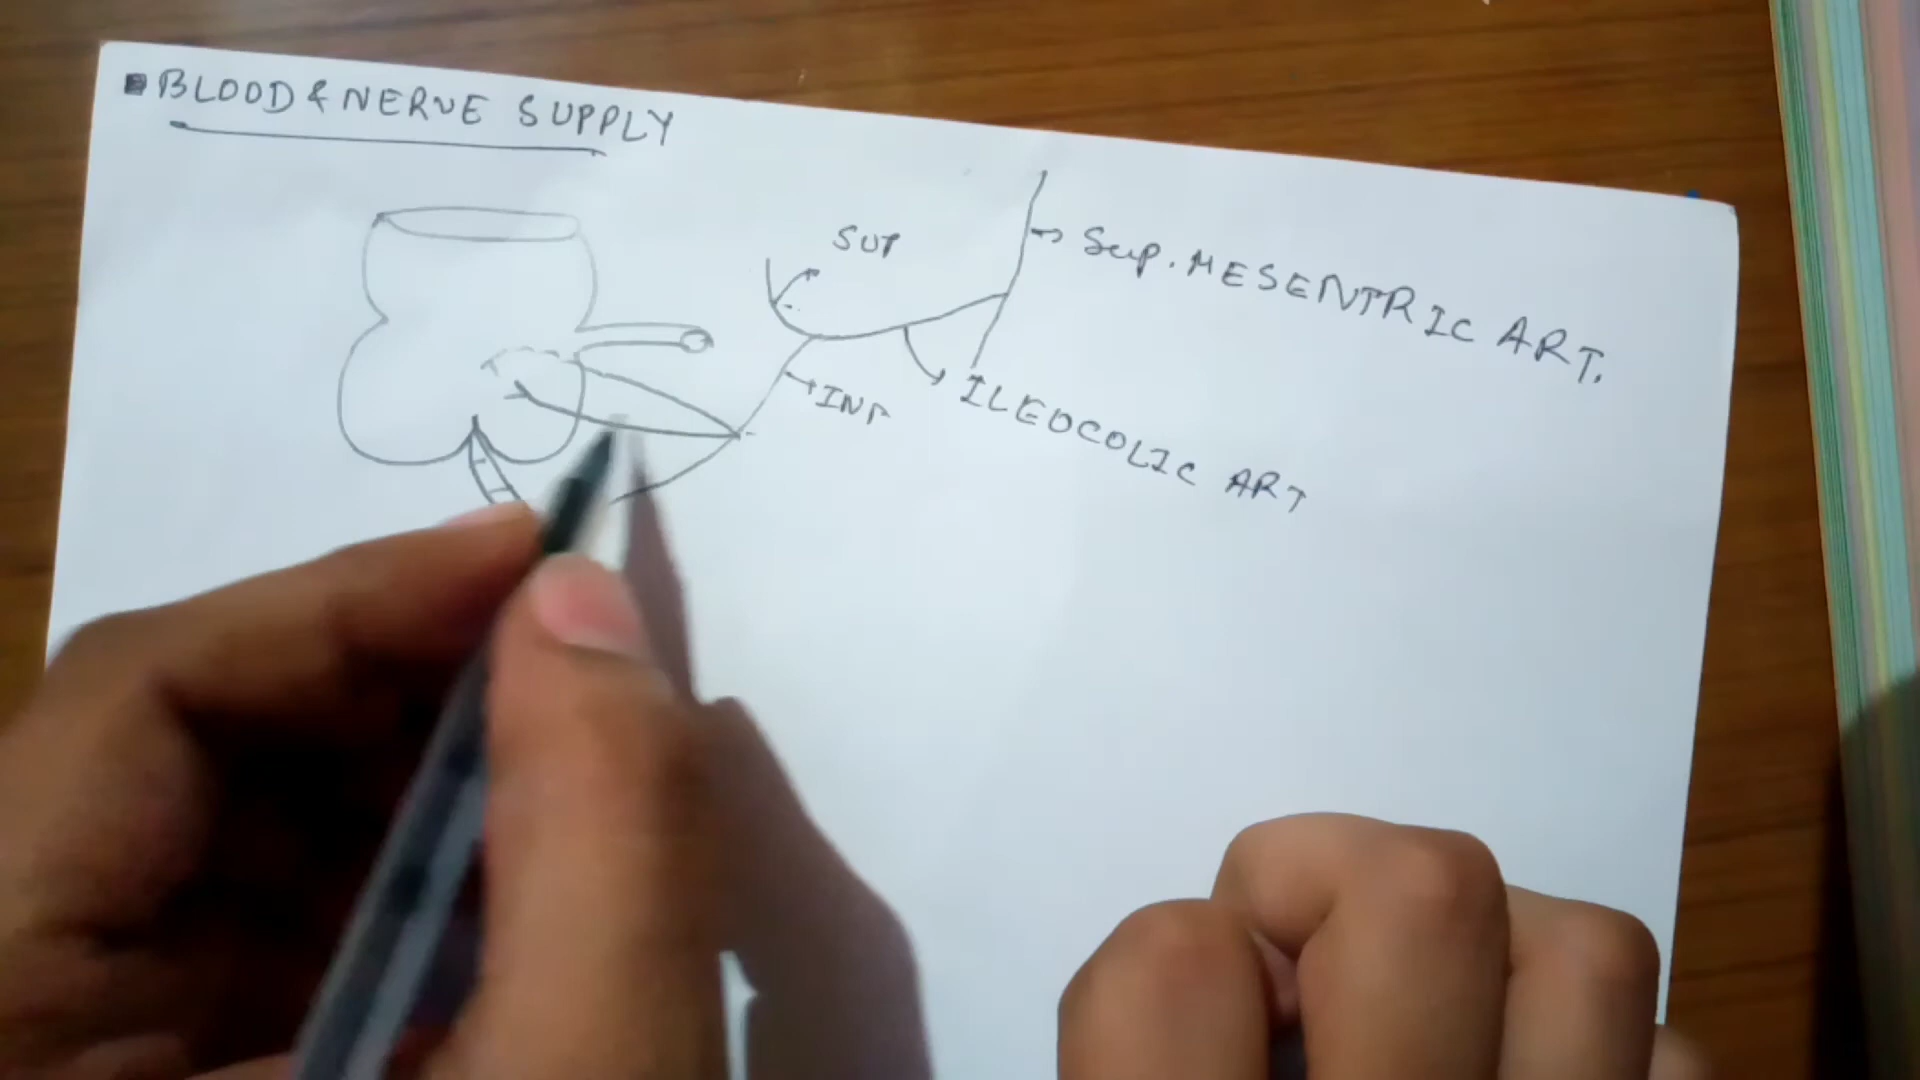 BLOOD & NERVE SUPPLY
SUP
Sup. MESENTRIC ART.
INF
ILEOCOLIC ART